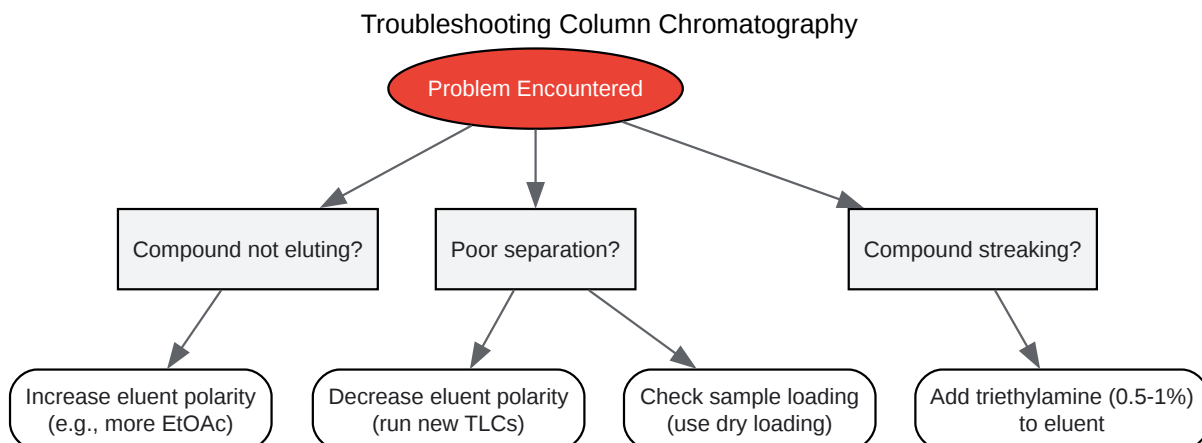 Troubleshooting Column Chromatography
Problem Encountered
Compound not eluting?
Poor separation?
Compound streaking?
Increase eluent polarity
(e.g., more EtOAc)
Decrease eluent polarity
(run new TLCs)
Check sample loading
(use dry loading)
Add triethylamine (0.5-1%)
to eluent